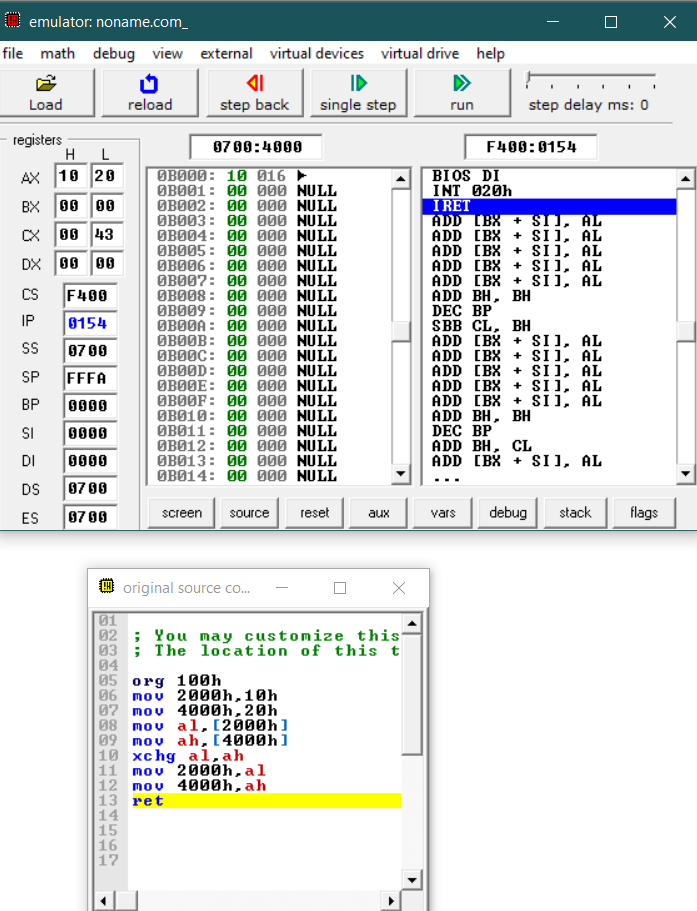 emulator: noname.com_
file math debug view external virtual devices virtual drive help
Load reload step back single step run step delay ms: 0
registers 0700:4000 F400:0154
H L
AX 10 20
BX 00 00
CX 00 43
DX 00 00
CS F400
IP 0154
SS 0700
SP FFFA
BP 0000
SI 0000
DI 0000
DS 0700
ES 0700
0B000: 10 016 ►
0B001: 00 000 NULL
0B002: 00 000 NULL
0B003: 00 000 NULL
0B004: 00 000 NULL
0B005: 00 000 NULL
0B006: 00 000 NULL
0B007: 00 000 NULL
0B008: 00 000 NULL
0B009: 00 000 NULL
0B00A: 00 000 NULL
0B00B: 00 000 NULL
0B00C: 00 000 NULL
0B00D: 00 000 NULL
0B00E: 00 000 NULL
0B00F: 00 000 NULL
0B010: 00 000 NULL
0B011: 00 000 NULL
0B012: 00 000 NULL
0B013: 00 000 NULL
0B014: 00 000 NULL
BIOS DI
INT 020h
IRET
ADD [BX + SI], AL
ADD [BX + SI], AL
ADD [BX + SI], AL
ADD [BX + SI], AL
ADD [BX + SI], AL
ADD BH, BH
DEC BP
SBB CL, BH
ADD [BX + SI], AL
ADD [BX + SI], AL
ADD [BX + SI], AL
ADD [BX + SI], AL
ADD [BX + SI], AL
ADD BH, BH
DEC BP
ADD BH, CL
ADD [BX + SI], AL
...
screen source reset aux vars debug stack flags
original source co...
01
02 ; You may customize this
03 ; The location of this t
04
05 org 100h
06 mov 2000h,10h
07 mov 4000h,20h
08 mov al,[2000h]
09 mov ah,[4000h]
10 xchg al,ah
11 mov 2000h,al
12 mov 4000h,ah
13 ret
14
15
16
17